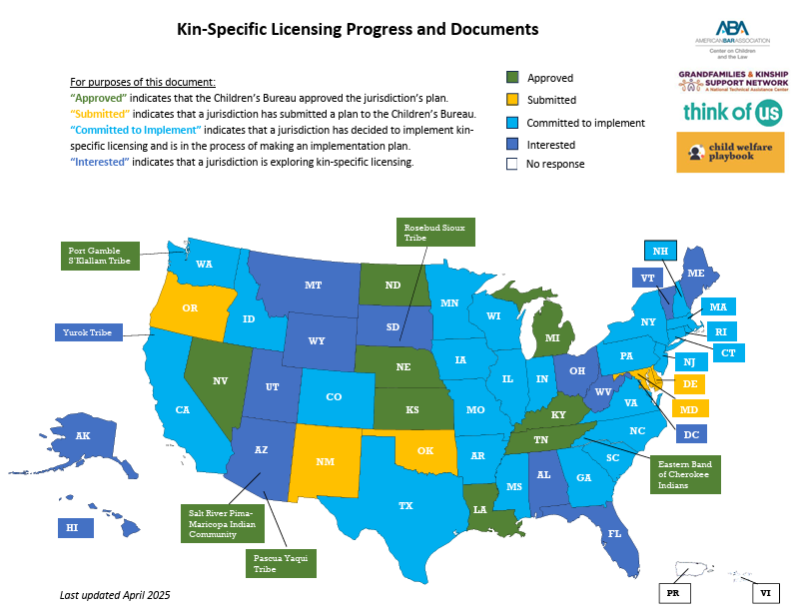 Kin-Specific Licensing Progress and Documents
ABA
AMERICANBARASSOCIATION
Center on Children
and the Law
GRANDFAMILIES & KINSHIP
SUPPORT NETWORK
A National Technical Assistance Center
think of us
child welfare
playbook
For purposes of this document:
“Approved” indicates that the Children’s Bureau approved the jurisdiction’s plan.
“Submitted” indicates that a jurisdiction has submitted a plan to the Children’s Bureau.
“Committed to Implement” indicates that a jurisdiction has decided to implement kin-
specific licensing and is in the process of making an implementation plan.
“Interested” indicates that a jurisdiction is exploring kin-specific licensing.
Approved
Submitted
Committed to implement
Interested
No response
Rosebud Sioux
Tribe
Port Gamble
S’Klallam Tribe
Yurok Tribe
WA
OR
ID
MT
ND
MN
WI
MI
NH
VT
ME
NY
MA
RI
CT
WY
SD
IA
PA
NJ
NV
UT
CO
NE
IL
IN
OH
WV
DE
MD
DC
VA
CA
KS
MO
KY
NC
AK
AZ
NM
OK
AR
TN
SC
Eastern Band
of Cherokee
Indians
TX
LA
MS
AL
GA
FL
HI
Salt River Pima-
Maricopa Indian
Community
Pascua Yaqui
Tribe
PR
VI
Last updated April 2025